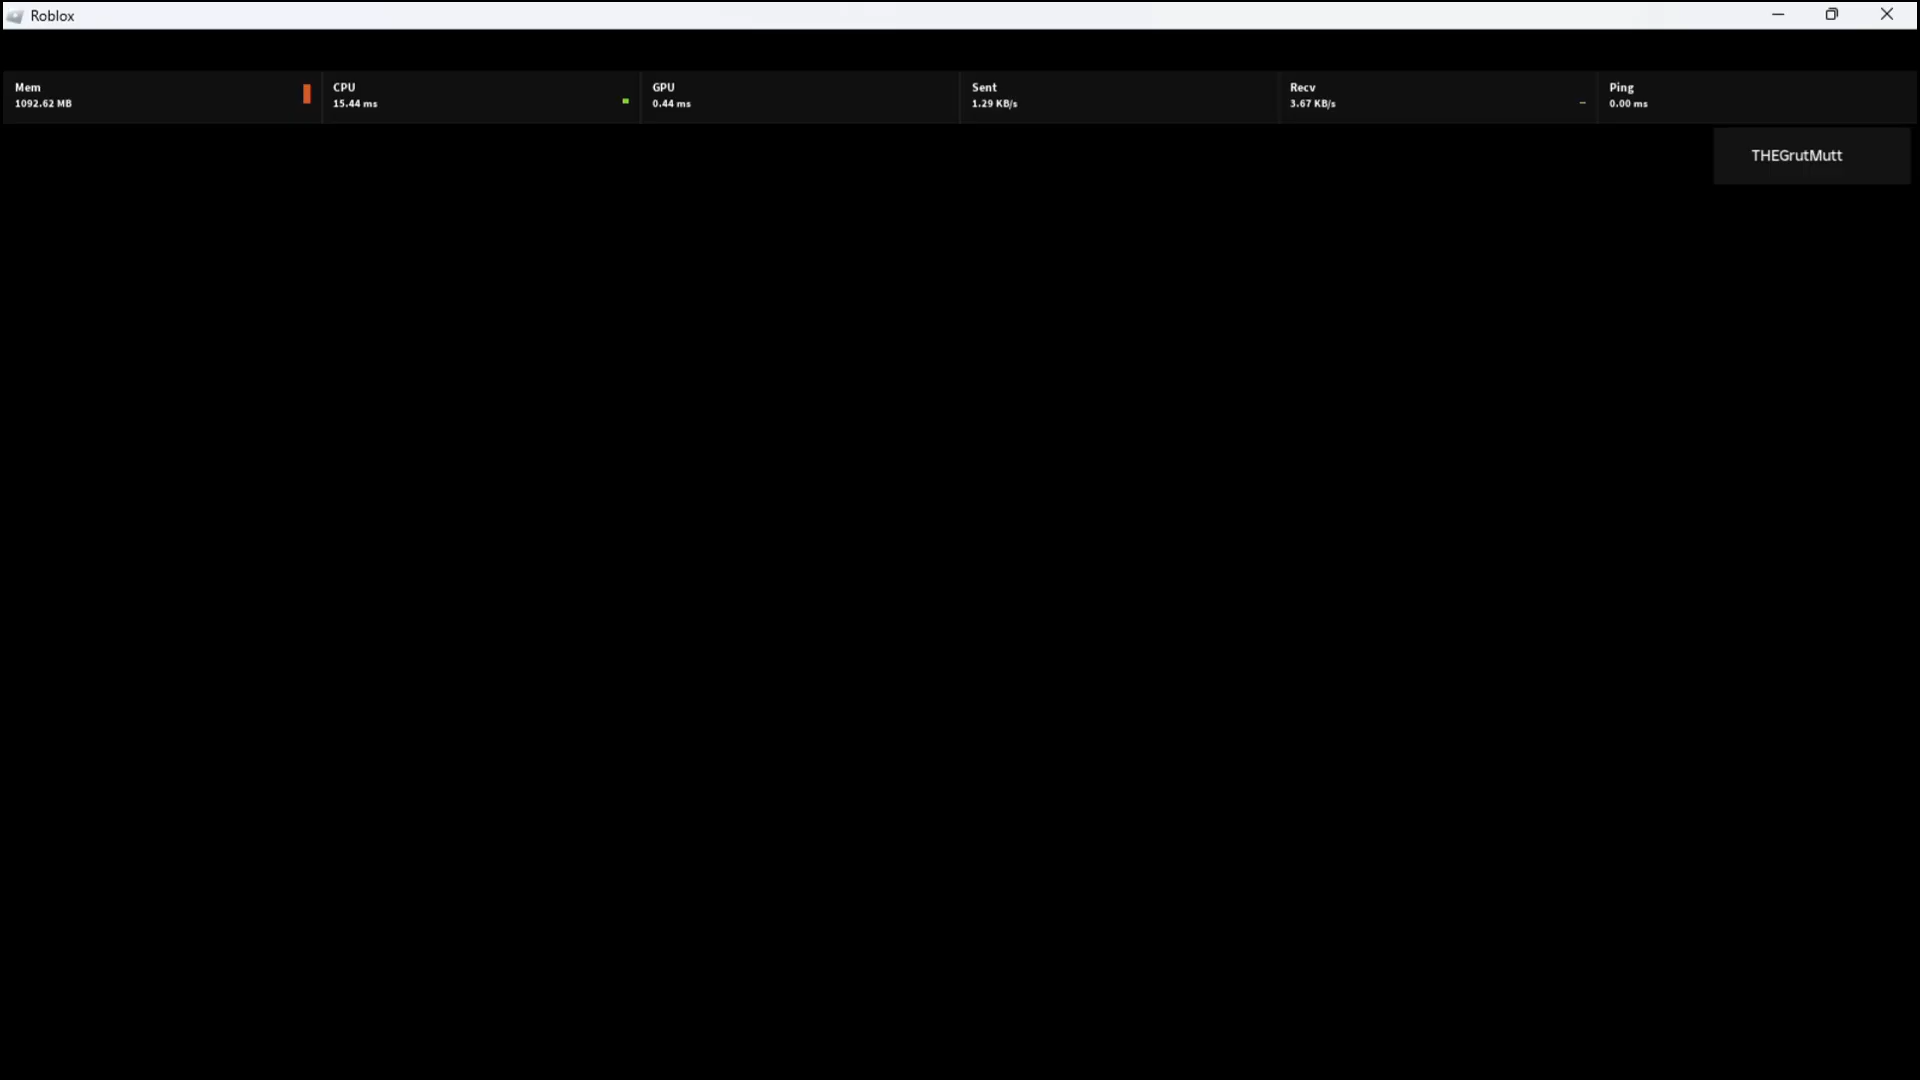 Roblox
Mem
1092.62 MB
CPU
15.44 ms
GPU
0.44 ms
Sent
1.29 KB/s
Recv
3.67 KB/s
Ping
0.00 ms
THEGrutMutt